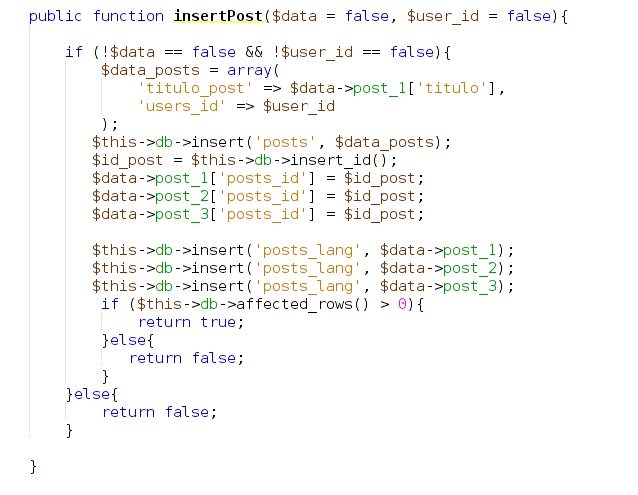 public function insertPost($data = false, $user_id = false){
if (!$data == false && !$user_id == false){
$data_posts = array(
'titulo_post' => $data->post_1['titulo'],
'users_id' => $user_id
);
$this->db->insert('posts', $data_posts);
$id_post = $this->db->insert_id();
$data->post_1['posts_id'] = $id_post;
$data->post_2['posts_id'] = $id_post;
$data->post_3['posts_id'] = $id_post;
$this->db->insert('posts_lang', $data->post_1);
$this->db->insert('posts_lang', $data->post_2);
$this->db->insert('posts_lang', $data->post_3);
if ($this->db->affected_rows() > 0){
return true;
}else{
return false;
}
}else{
return false;
}
}